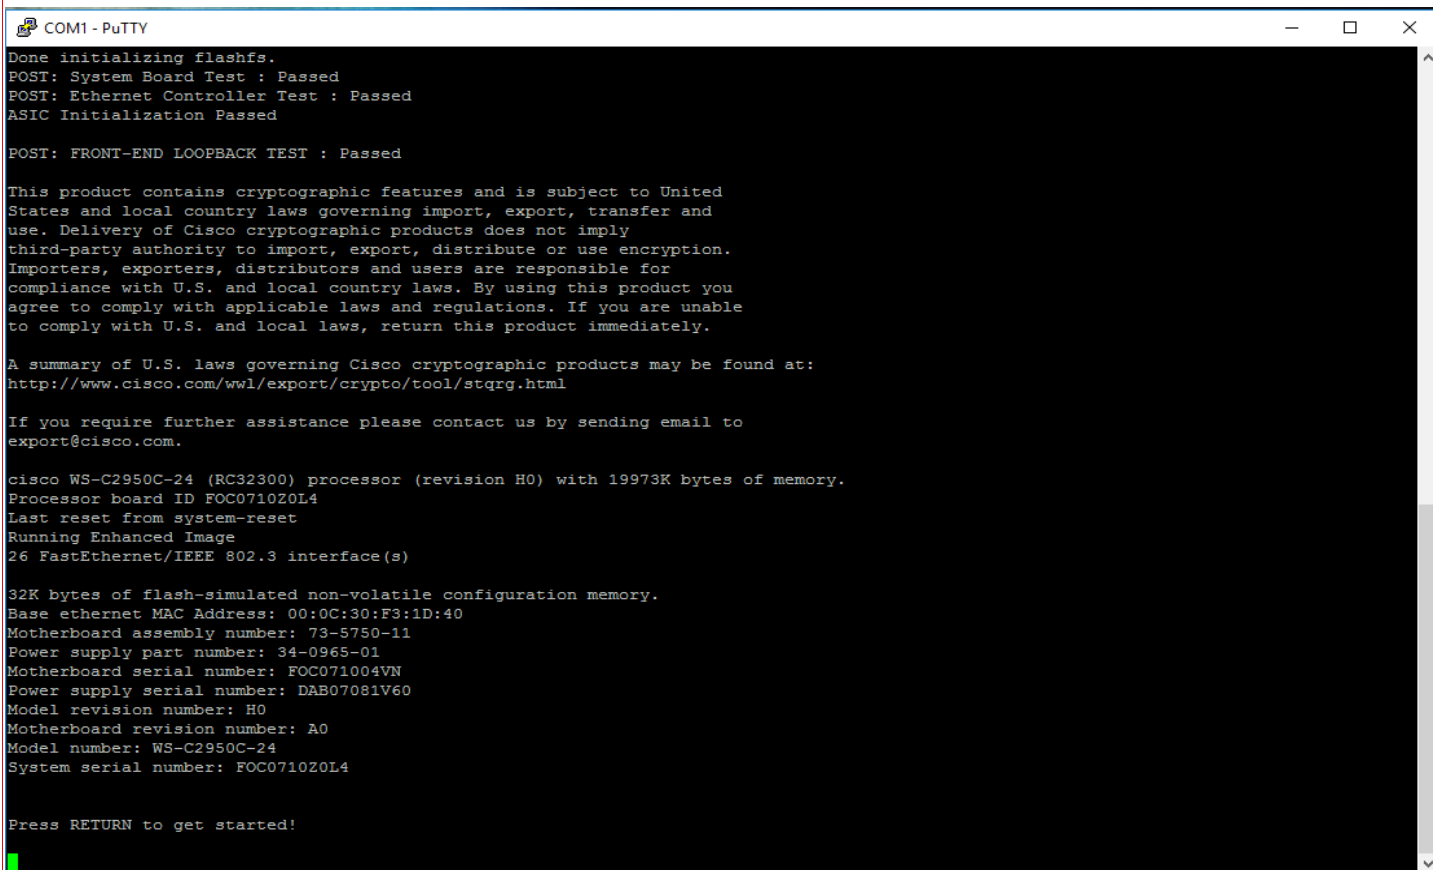 COM1 - PuTTY
Done initializing flashfs.
POST: System Board Test : Passed
POST: Ethernet Controller Test : Passed
ASIC Initialization Passed
POST: FRONT-END LOOPBACK TEST : Passed
This product contains cryptographic features and is subject to United
States and local country laws governing import, export, transfer and
use. Delivery of Cisco cryptographic products does not imply
third-party authority to import, export, distribute or use encryption.
Importers, exporters, distributors and users are responsible for
compliance with U.S. and local country laws. By using this product you
agree to comply with applicable laws and regulations. If you are unable
to comply with U.S. and local laws, return this product immediately.
A summary of U.S. laws governing Cisco cryptographic products may be found at:
http://www.cisco.com/wwl/export/crypto/tool/stqrg.html
If you require further assistance please contact us by sending email to
export@cisco.com.
cisco WS-C2950C-24 (RC32300) processor (revision H0) with 19973K bytes of memory.
Processor board ID FOC0710Z0L4
Last reset from system-reset
Running Enhanced Image
26 FastEthernet/IEEE 802.3 interface(s)
32K bytes of flash-simulated non-volatile configuration memory.
Base ethernet MAC Address: 00:0C:30:F3:1D:40
Motherboard assembly number: 73-5750-11
Power supply part number: 34-0965-01
Motherboard serial number: FOC071004VN
Power supply serial number: DAB07081V60
Model revision number: H0
Motherboard revision number: A0
Model number: WS-C2950C-24
System serial number: FOC0710Z0L4
Press RETURN to get started!